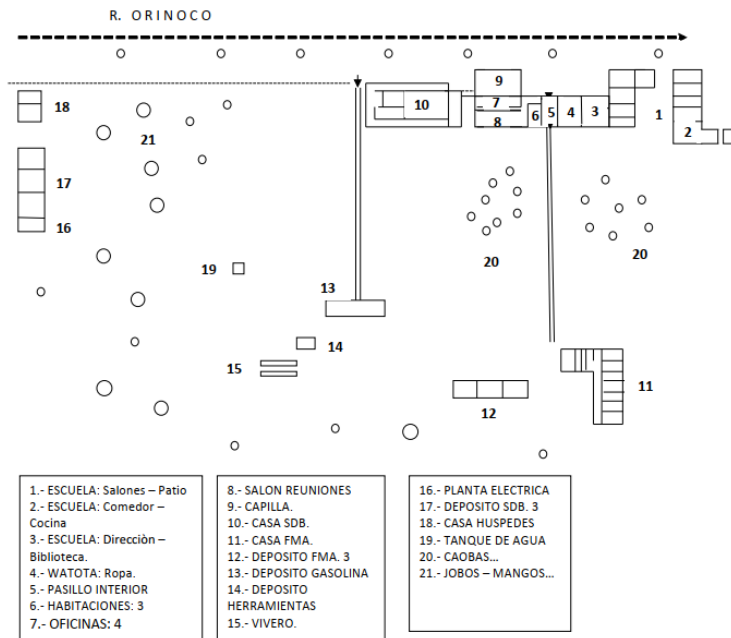 R. ORINOCO
9
18
10
7
6
5
4
3
1
8
2
21
17
16
20
20
19
13
14
15
11
12
1.- ESCUELA: Salones – Patio
2.- ESCUELA: Comedor –
Cocina
3.- ESCUELA: Direcciòn –
Biblioteca.
4.- WATOTA: Ropa.
5.- PASILLO INTERIOR
6.- HABITACIONES: 3
7.- OFICINAS: 4
8.- SALON REUNIONES
9.- CAPILLA.
10.- CASA SDB.
11.- CASA FMA.
12.- DEPOSITO FMA. 3
13.- DEPOSITO GASOLINA
14.- DEPOSITO
HERRAMIENTAS
15.- VIVERO.
16.- PLANTA ELECTRICA
17.- DEPOSITO SDB. 3
18.- CASA HUSPEDES
19.- TANQUE DE AGUA
20.- CAOBAS...
21.- JOBOS – MANGOS...